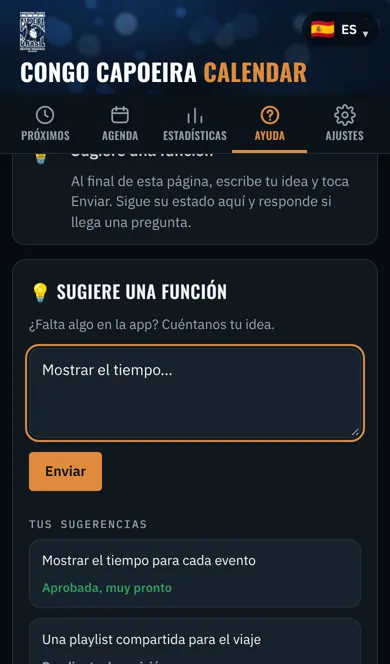 ES
CONGO CAPOEIRA CALENDAR
PRÓXIMOS
AGENDA
ESTADÍSTICAS
AYUDA
AJUSTES
Sugiere una función
Al final de esta página, escribe tu idea y toca
Enviar. Sigue su estado aquí y responde si
llega una pregunta.
SUGIERE UNA FUNCIÓN
¿Falta algo en la app? Cuéntanos tu idea.
Mostrar el tiempo...
Enviar
TUS SUGERENCIAS
Mostrar el tiempo para cada evento
Aprobada, muy pronto
Una playlist compartida para el viaje